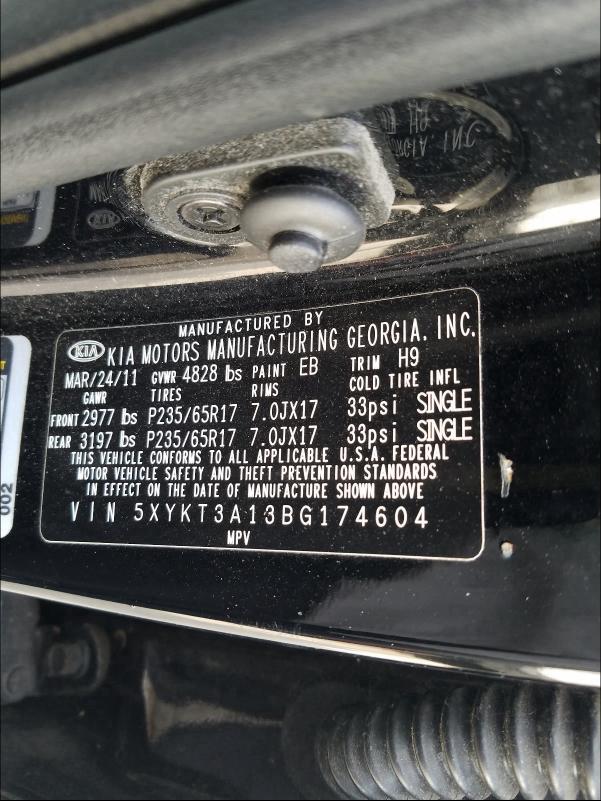 MANUFACTURED BY
KIA KIA MOTORS MANUFACTURING GEORGIA, INC.
MAR/24/11 GVWR 4828 lbs PAINT EB TRIM H9
GAWR TIRES RIMS COLD TIRE INFL
FRONT 2977 lbs P235/65R17 7.0JX17 33psi SINGLE
REAR 3197 lbs P235/65R17 7.0JX17 33psi SINGLE
THIS VEHICLE CONFORMS TO ALL APPLICABLE U.S.A. FEDERAL
MOTOR VEHICLE SAFETY AND THEFT PREVENTION STANDARDS
IN EFFECT ON THE DATE OF MANUFACTURE SHOWN ABOVE
VIN 5XYKT3A13BG174604
MPV
002